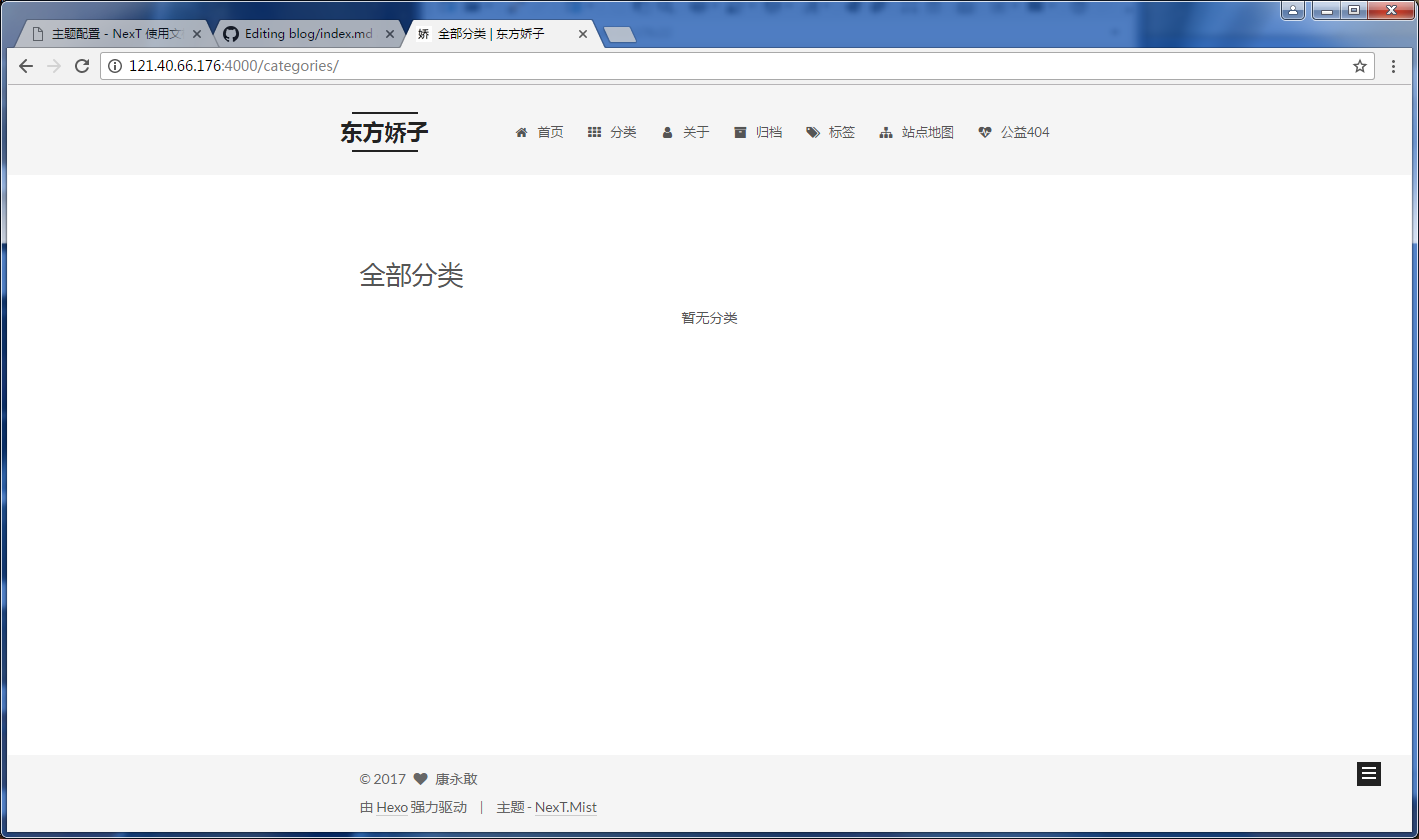 主题配置 - NexT 使用文
Editing blog/index.md
娇 全部分类 | 东方娇子
121.40.66.176:4000/categories/
东方娇子
首页 分类 关于 归档 标签 站点地图 公益404
全部分类
暂无分类
© 2017 康永敢
由 Hexo 强力驱动 | 主题 - NexT.Mist